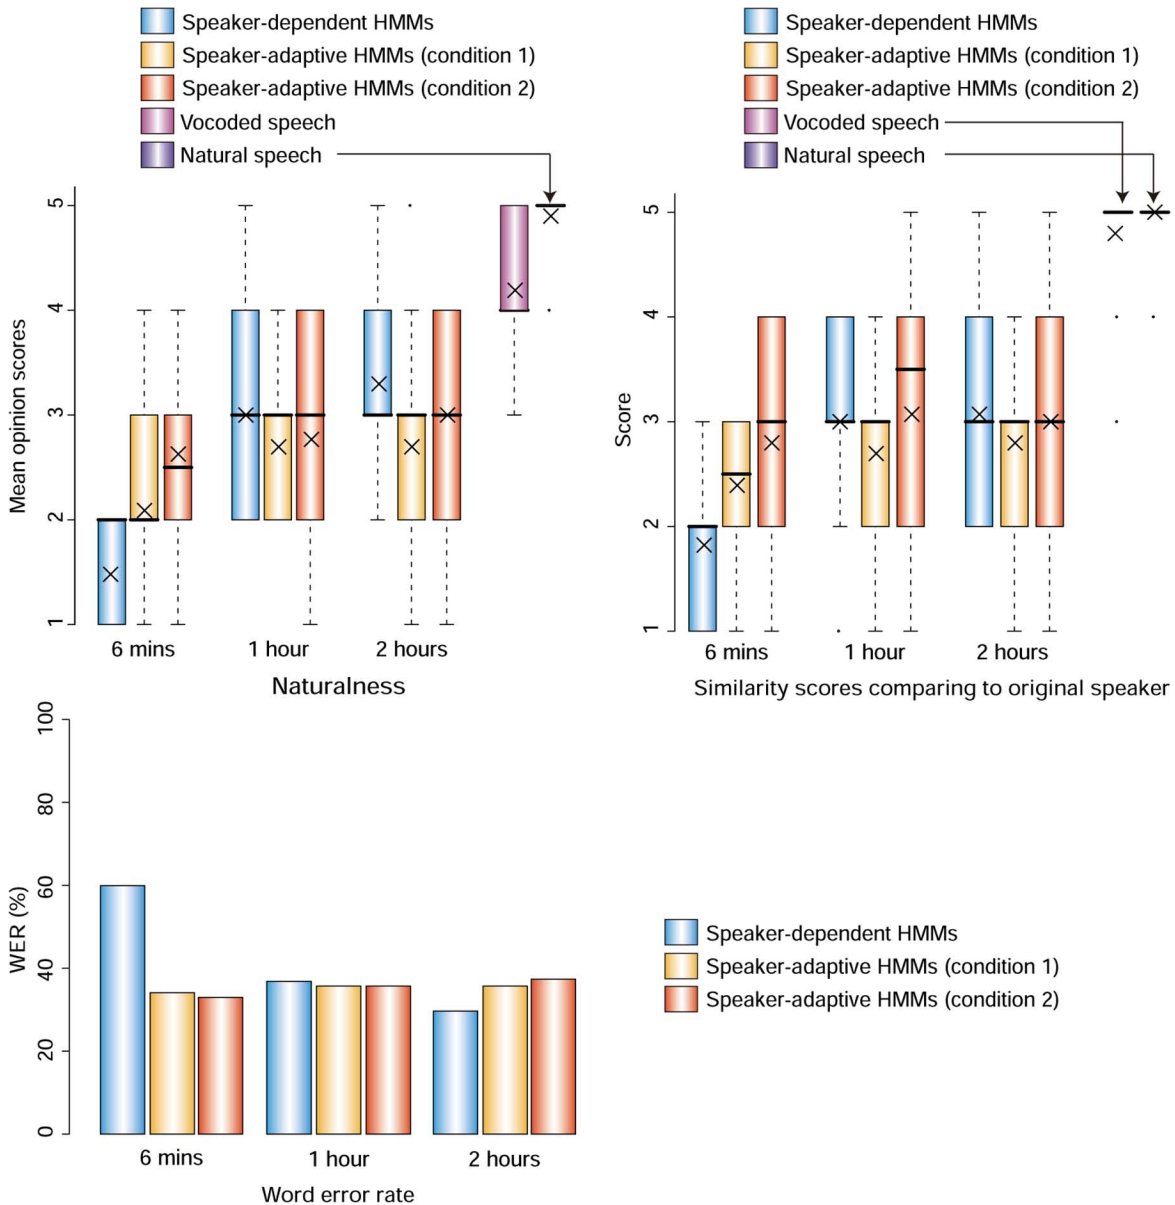 Speaker-dependent HMMs
Speaker-adaptive HMMs (condition 1)
Speaker-adaptive HMMs (condition 2)
Vocoded speech
Natural speech
5
4
3
2
1
Mean opinion scores
6 mins
1 hour
2 hours
Naturalness
Speaker-dependent HMMs
Speaker-adaptive HMMs (condition 1)
Speaker-adaptive HMMs (condition 2)
Vocoded speech
Natural speech
5
4
3
2
1
Score
6 mins
1 hour
2 hours
Similarity scores comparing to original speaker
100
80
60
40
20
0
WER (%)
6 mins
1 hour
2 hours
Word error rate
Speaker-dependent HMMs
Speaker-adaptive HMMs (condition 1)
Speaker-adaptive HMMs (condition 2)